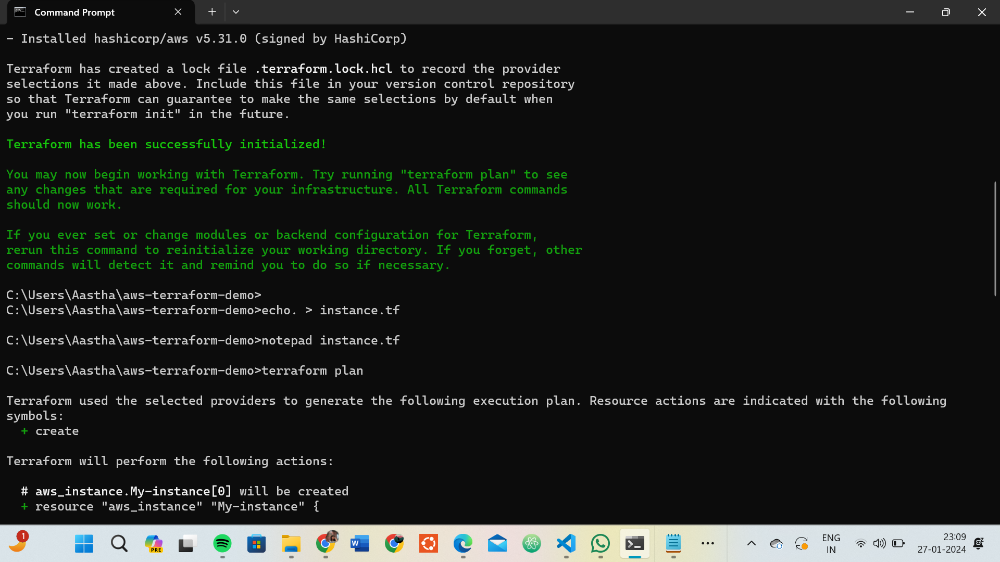 Command Prompt
- Installed hashicorp/aws v5.31.0 (signed by HashiCorp)
Terraform has created a lock file .terraform.lock.hcl to record the provider
selections it made above. Include this file in your version control repository
so that Terraform can guarantee to make the same selections by default when
you run "terraform init" in the future.
Terraform has been successfully initialized!
You may now begin working with Terraform. Try running "terraform plan" to see
any changes that are required for your infrastructure. All Terraform commands
should now work.
If you ever set or change modules or backend configuration for Terraform,
rerun this command to reinitialize your working directory. If you forget, other
commands will detect it and remind you to do so if necessary.
C:\Users\Aastha\aws-terraform-demo>
C:\Users\Aastha\aws-terraform-demo>echo. > instance.tf
C:\Users\Aastha\aws-terraform-demo>notepad instance.tf
C:\Users\Aastha\aws-terraform-demo>terraform plan
Terraform used the selected providers to generate the following execution plan. Resource actions are indicated with the following
symbols:
+ create
Terraform will perform the following actions:
# aws_instance.My-instance[0] will be created
+ resource "aws_instance" "My-instance" {
1
PRE
W
ENG
IN
23:09
27-01-2024